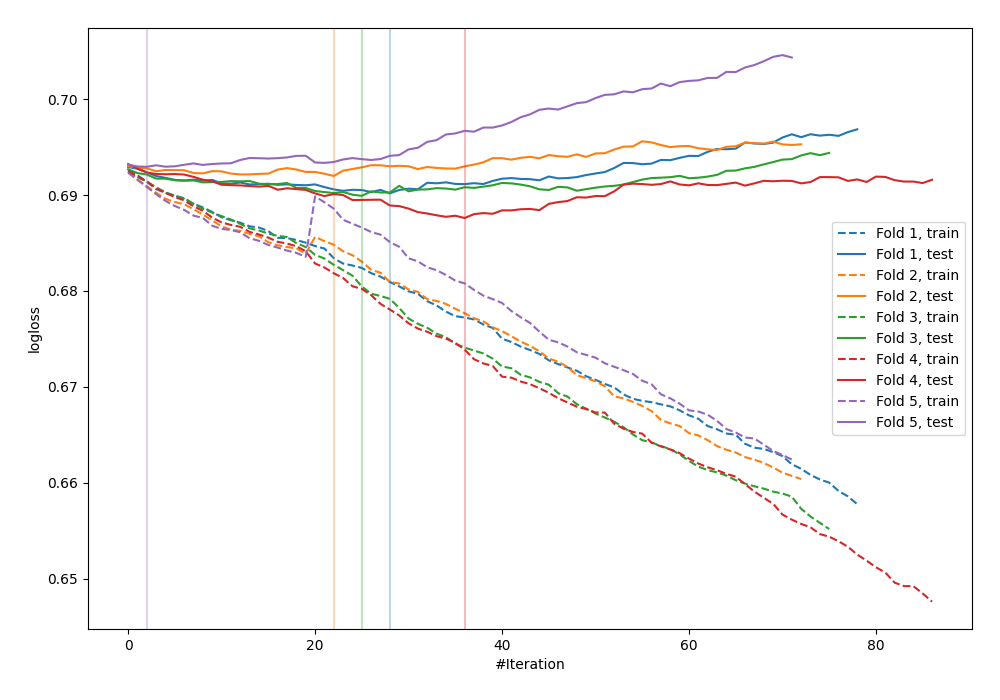 0.70
0.69
0.68
0.67
0.66
0.65
logloss
0
20
40
60
80
#Iteration
Fold 1, train
Fold 1, test
Fold 2, train
Fold 2, test
Fold 3, train
Fold 3, test
Fold 4, train
Fold 4, test
Fold 5, train
Fold 5, test